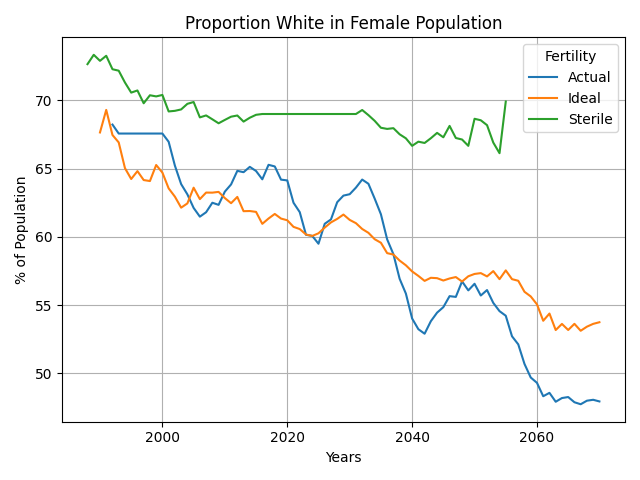 Proportion White in Female Population
Fertility
Actual
Ideal
Sterile
% of Population
70
65
60
55
50
2000
2020
2040
2060
Years